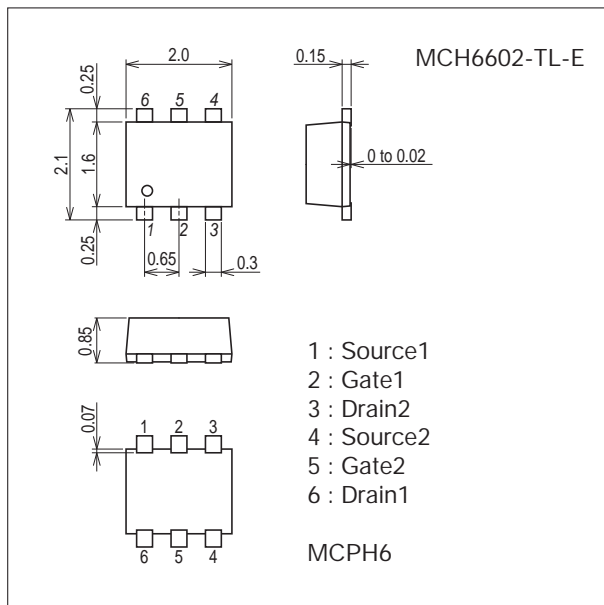 MCH6602-TL-E
2.0
0.15
0.25
6 5 4
2.1
1.6
0 to 0.02
0.25
1 2 3
0.65
0.3
0.85
0.07
1 2 3
6 5 4
1 : Source1
2 : Gate1
3 : Drain2
4 : Source2
5 : Gate2
6 : Drain1
MCPH6